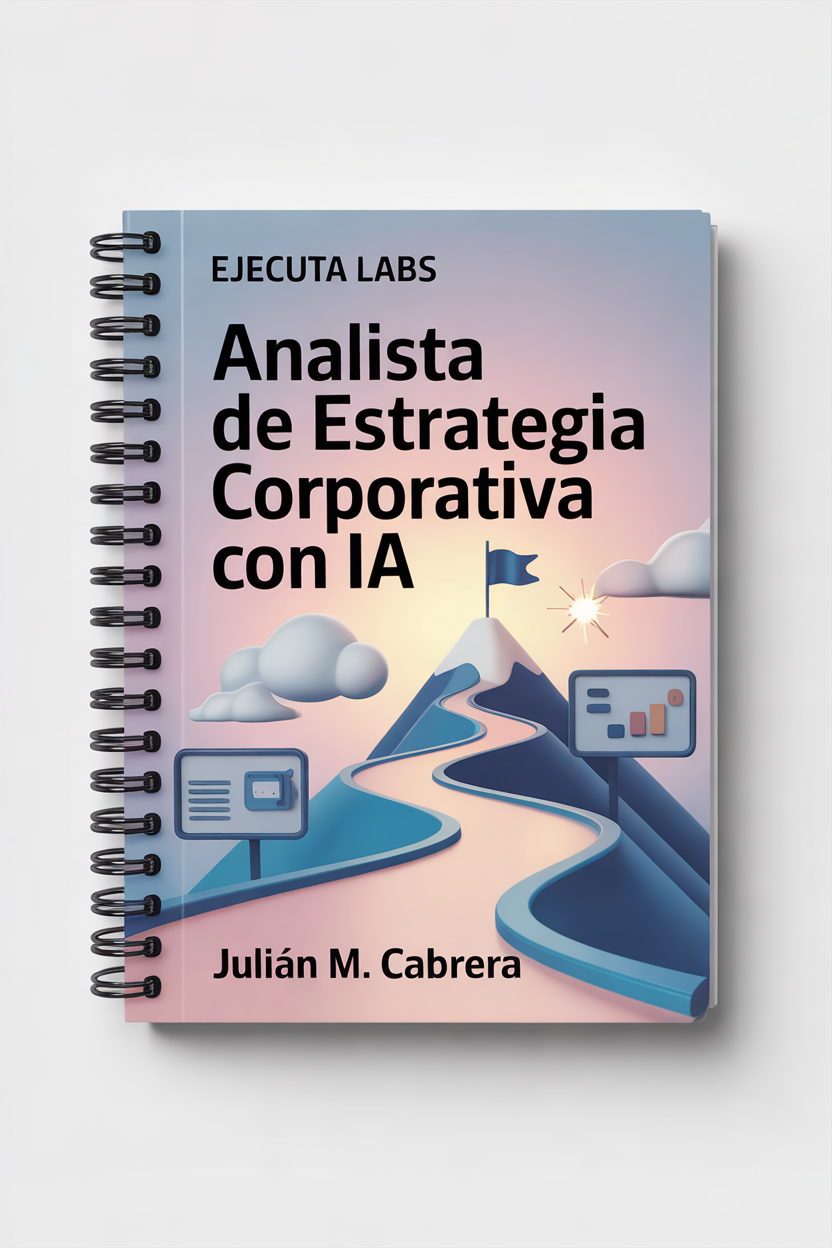 EJECUTA LABS
Analista
de Estrategia
Corporativa
con IA
Julián M. Cabrera